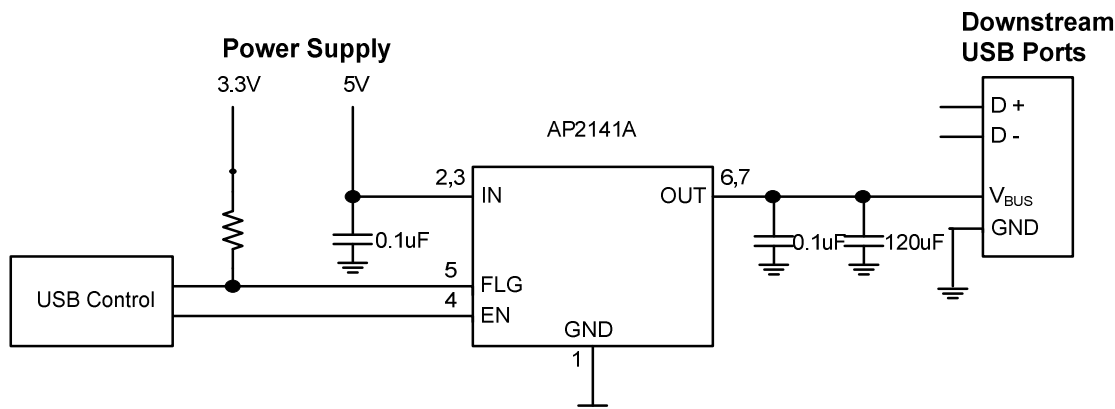 Downstream
USB Ports
Power Supply
3.3V
5V
D +
D -
AP2141A
2,3
6,7
IN
OUT
VBUS
GND
0.1uF
0.1uF
120uF
5
FLG
USB Control
4
EN
GND
1